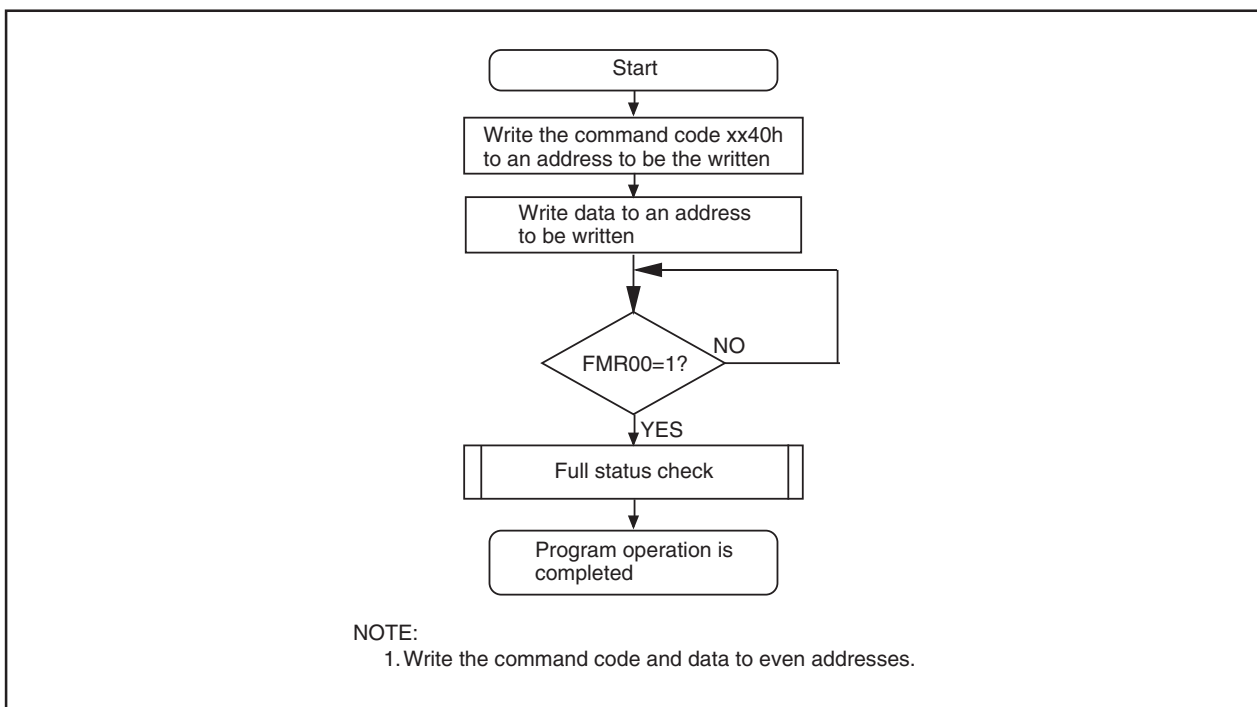 Start
Write the command code xx40h
to an address to be the written
Write data to an address
to be written
FMR00=1?
NO
YES
Full status check
Program operation is
completed
NOTE:
1. Write the command code and data to even addresses.